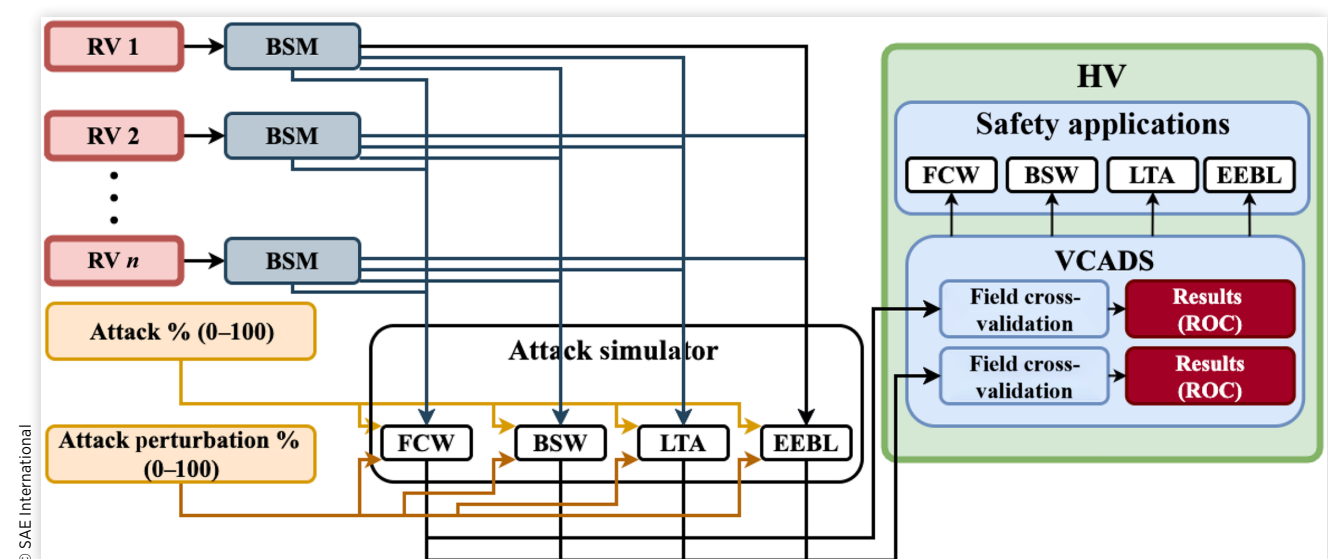 RV 1
BSM
RV 2
BSM
RV n
BSM
Attack % (0–100)
Attack perturbation %
(0–100)
Attack simulator
FCW
BSW
LTA
EEBL
HV
Safety applications
FCW
BSW
LTA
EEBL
VCADS
Field cross-
validation
Results
(ROC)
Field cross-
validation
Results
(ROC)
© SAE International